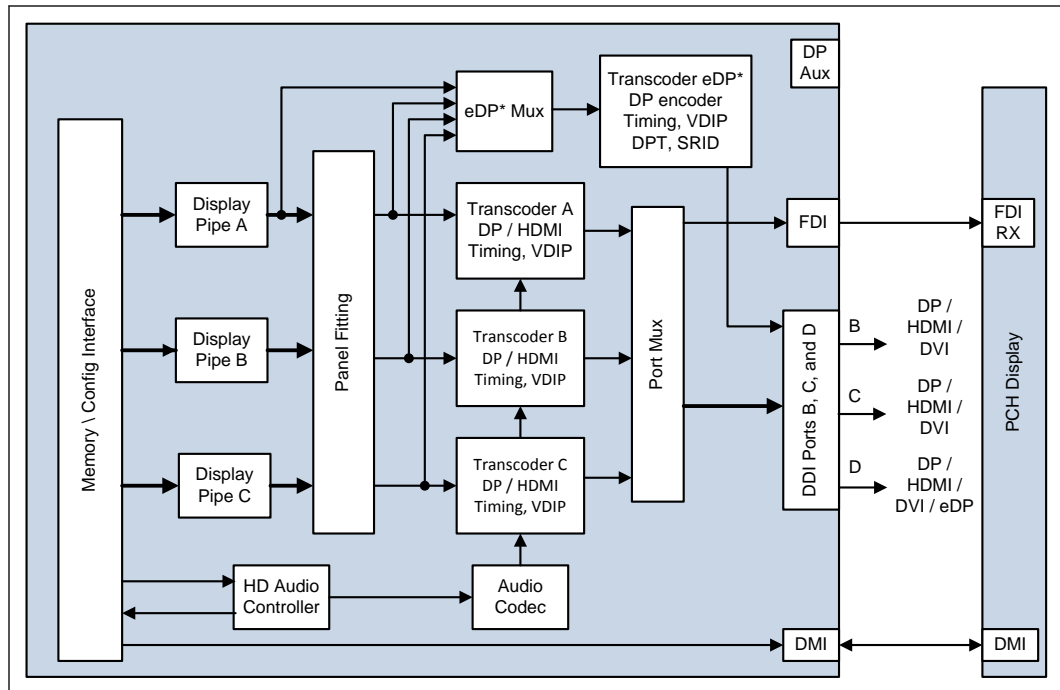 DP
Aux
Transcoder eDP*
DP encoder
Timing, VDIP
DPT, SRID
eDP* Mux
Memory \ Config Interface
Display
Pipe A
Display
Pipe B
Display
Pipe C
Panel Fitting
Transcoder A
DP / HDMI
Timing, VDIP
Transcoder B
DP / HDMI
Timing, VDIP
Transcoder C
DP / HDMI
Timing, VDIP
Port Mux
FDI
FDI
RX
DDI Ports B, C, and D
B
DP /
HDMI /
DVI
C
DP /
HDMI /
DVI
D
DP /
HDMI /
DVI / eDP
PCH Display
HD Audio
Controller
Audio
Codec
DMI
DMI